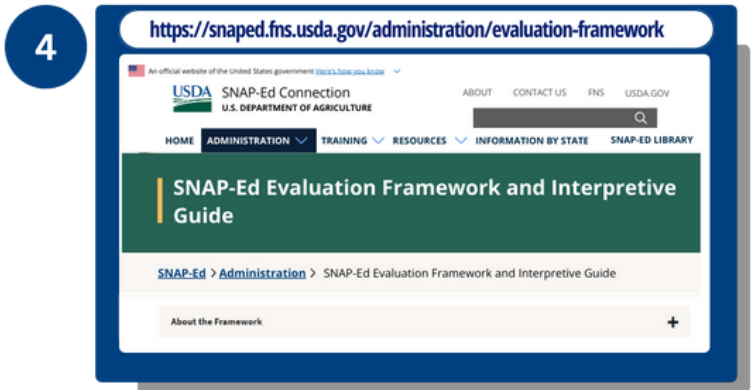 4
https://snaped.fns.usda.gov/administration/evaluation-framework
An official website of the United States government Here's how you know
USDA SNAP-Ed Connection
U.S. DEPARTMENT OF AGRICULTURE
ABOUT CONTACT US FNS USDA.GOV
HOME ADMINISTRATION TRAINING RESOURCES INFORMATION BY STATE SNAP-ED LIBRARY
SNAP-Ed Evaluation Framework and Interpretive
Guide
SNAP-Ed > Administration > SNAP-Ed Evaluation Framework and Interpretive Guide
About the Framework +